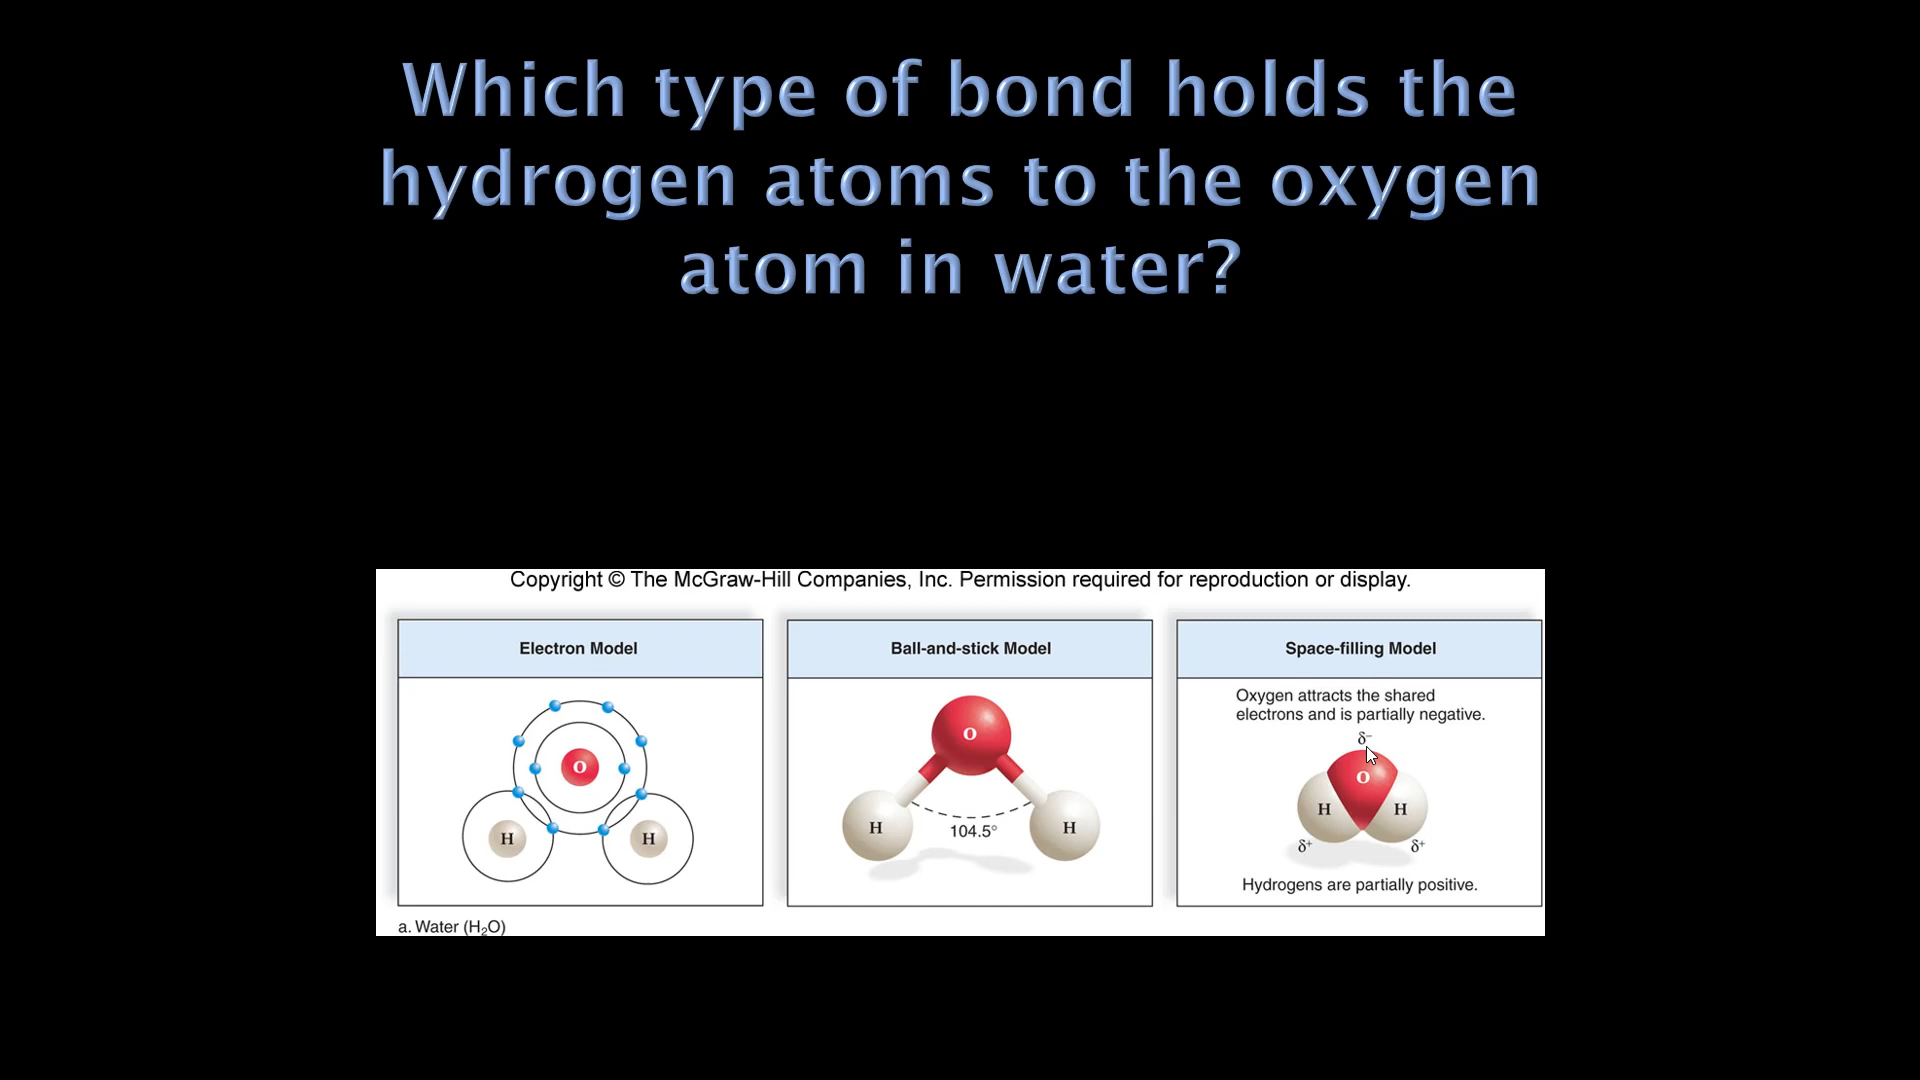 Which type of bond holds the
hydrogen atoms to the oxygen
atom in water?
Copyright © The McGraw-Hill Companies, Inc. Permission required for reproduction or display.
Electron Model
O
H
H
Ball-and-stick Model
O
H
H
104.5°
Space-filling Model
Oxygen attracts the shared
electrons and is partially negative.
δ⁻
O
H
H
δ⁺
δ⁺
Hydrogens are partially positive.
a. Water (H₂O)